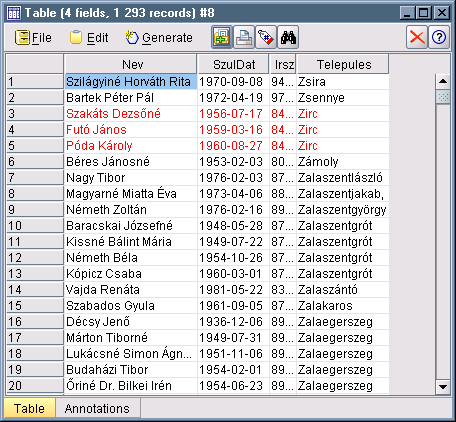 Table (4 fields, 1 293 records) #8
File Edit Generate
Nev SzulDat Irsz Telepules
1 Szilágyiné Horváth Rita 1970-09-08 94... Zsira
2 Bartek Péter Pál 1972-04-19 97... Zsennye
3 Szakáts Dezsőné 1956-07-17 84... Zirc
4 Futó János 1959-03-16 84... Zirc
5 Póda Károly 1960-08-27 84... Zirc
6 Béres Jánosné 1953-02-03 80... Zámoly
7 Nagy Tibor 1976-02-03 87... Zalaszentlászló
8 Magyarné Miatta Éva 1973-04-06 88... Zalaszentjakab,
9 Németh Zoltán 1976-02-16 89... Zalaszentgyörgy
10 Baracskai Józsefné 1948-05-28 87... Zalaszentgrót
11 Kissné Bálint Mária 1949-07-22 87... Zalaszentgrót
12 Németh Béla 1954-10-26 87... Zalaszentgrót
13 Kópicz Csaba 1960-03-01 87... Zalaszentgrót
14 Vajda Renáta 1981-05-22 83... Zalaszántó
15 Szabados Gyula 1961-09-05 87... Zalakaros
16 Décsy Jenő 1936-12-06 89... Zalaegerszeg
17 Márton Tiborné 1949-07-31 89... Zalaegerszeg
18 Lukácsné Simon Ágn... 1951-11-06 89... Zalaegerszeg
19 Budaházi Tibor 1954-02-01 89... Zalaegerszeg
20 Őriné Dr. Bilkei Irén 1954-06-23 89... Zalaegerszeg
Table Annotations